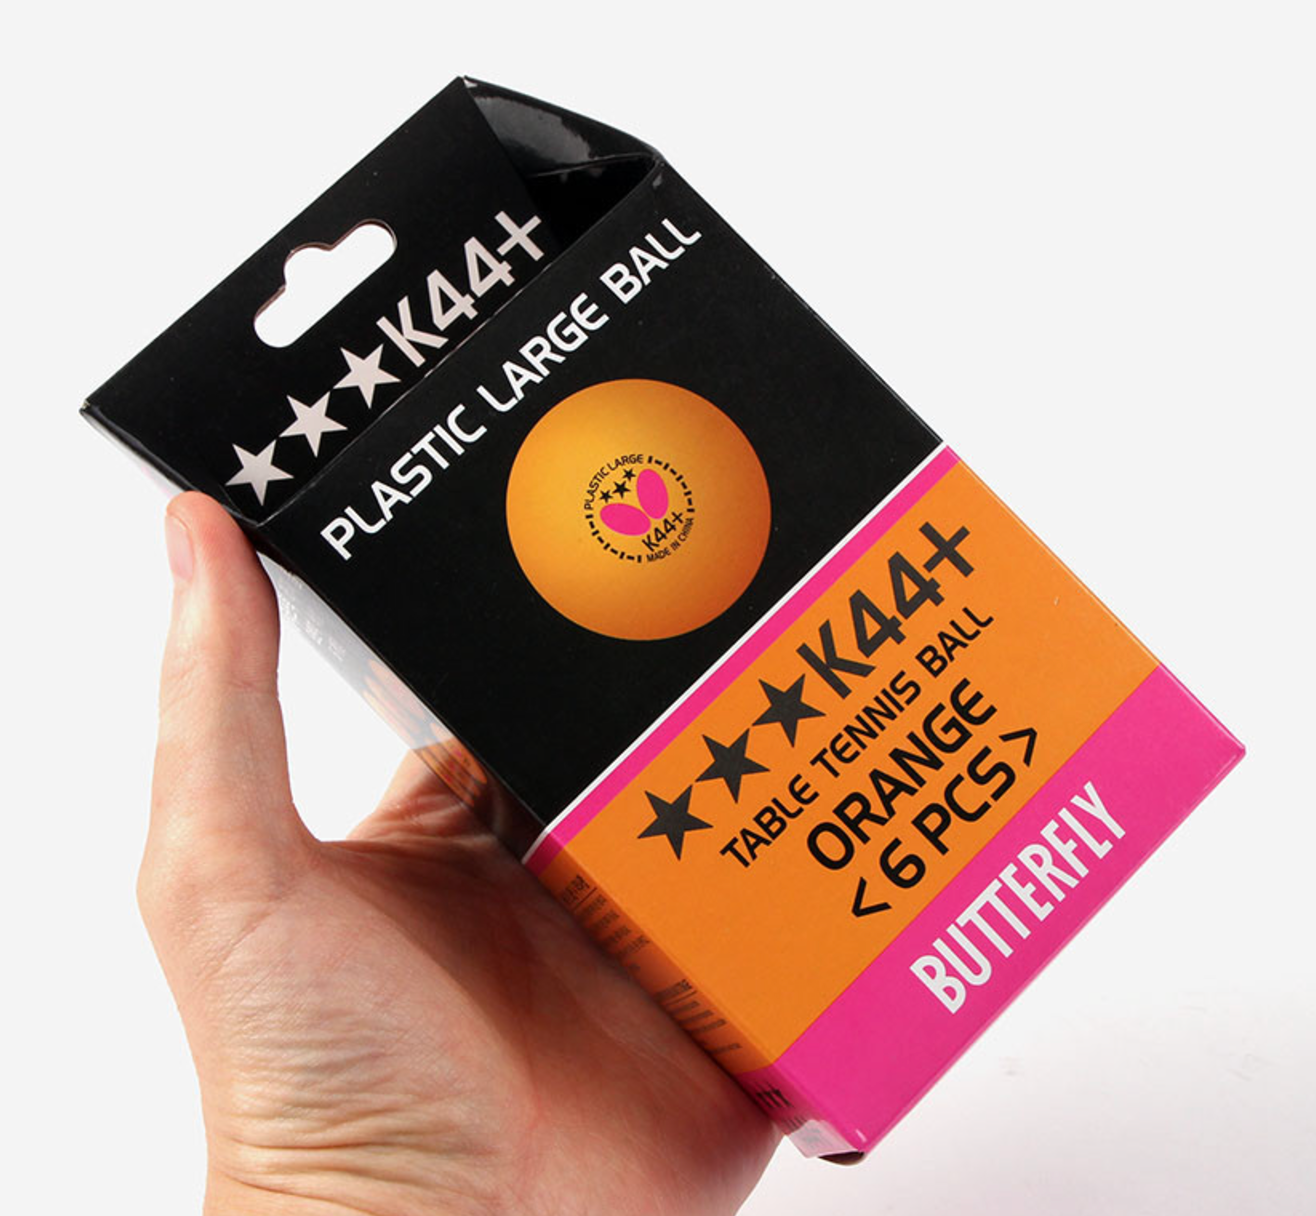 ★★★K44+
PLASTIC LARGE BALL
PLASTIC LARGE
★★★
K44+
MADE IN CHINA
★★★K44+
TABLE TENNIS BALL
ORANGE
<6 PCS>
BUTTERFLY